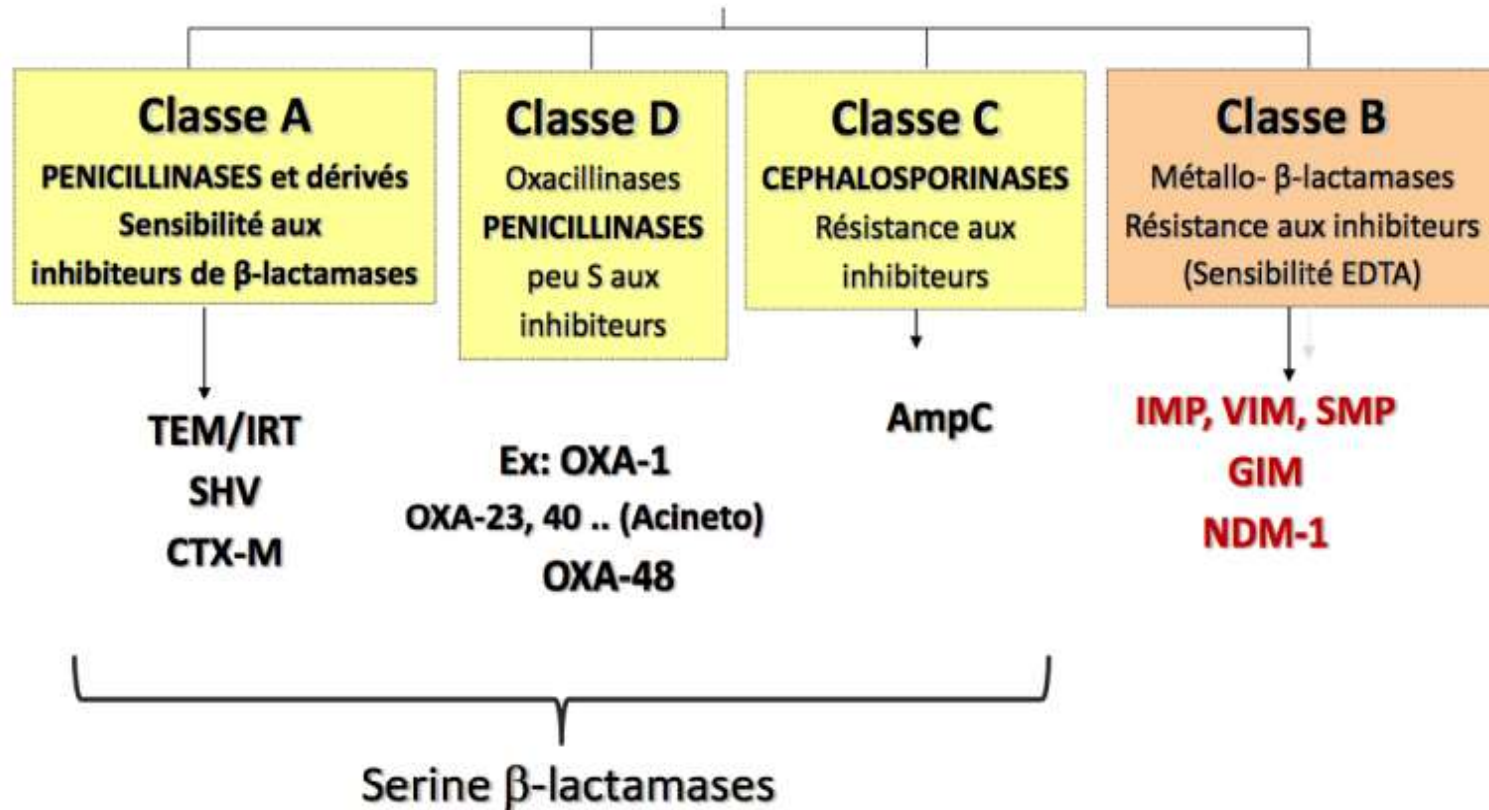 Classe A
PENICILLINASES et dérivés
Sensibilité aux
inhibiteurs de β-lactamases
TEM/IRT
SHV
CTX-M
Classe D
Oxacillinases
PENICILLINASES
peu S aux
inhibiteurs
Ex: OXA-1
OXA-23, 40 .. (Acineto)
OXA-48
Classe C
CEPHALOSPORINASES
Résistance aux
inhibiteurs
AmpC
Classe B
Métallo- β-lactamases
Résistance aux inhibiteurs
(Sensibilité EDTA)
IMP, VIM, SMP
GIM
NDM-1
Serine β-lactamases